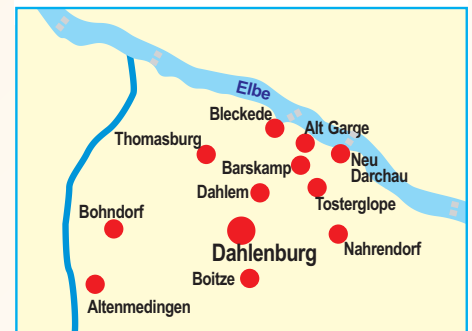 Elbe
Bleckede
Alt Garge
Thomasburg
Neu
Darchau
Barskamp
Dahlem
Tosterglope
Bohndorf
Dahlenburg
Nahrendorf
Boitze
Altenmedingen